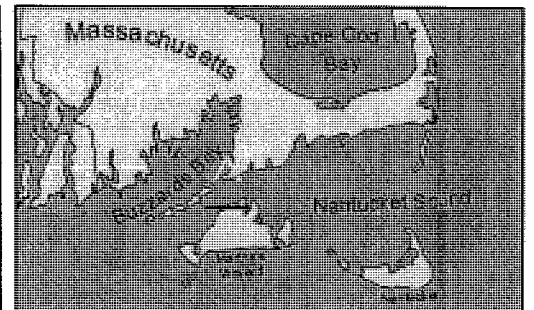 Massachusetts
Cape Cod
Bay
Buzzards Bay
Nantucket Sound